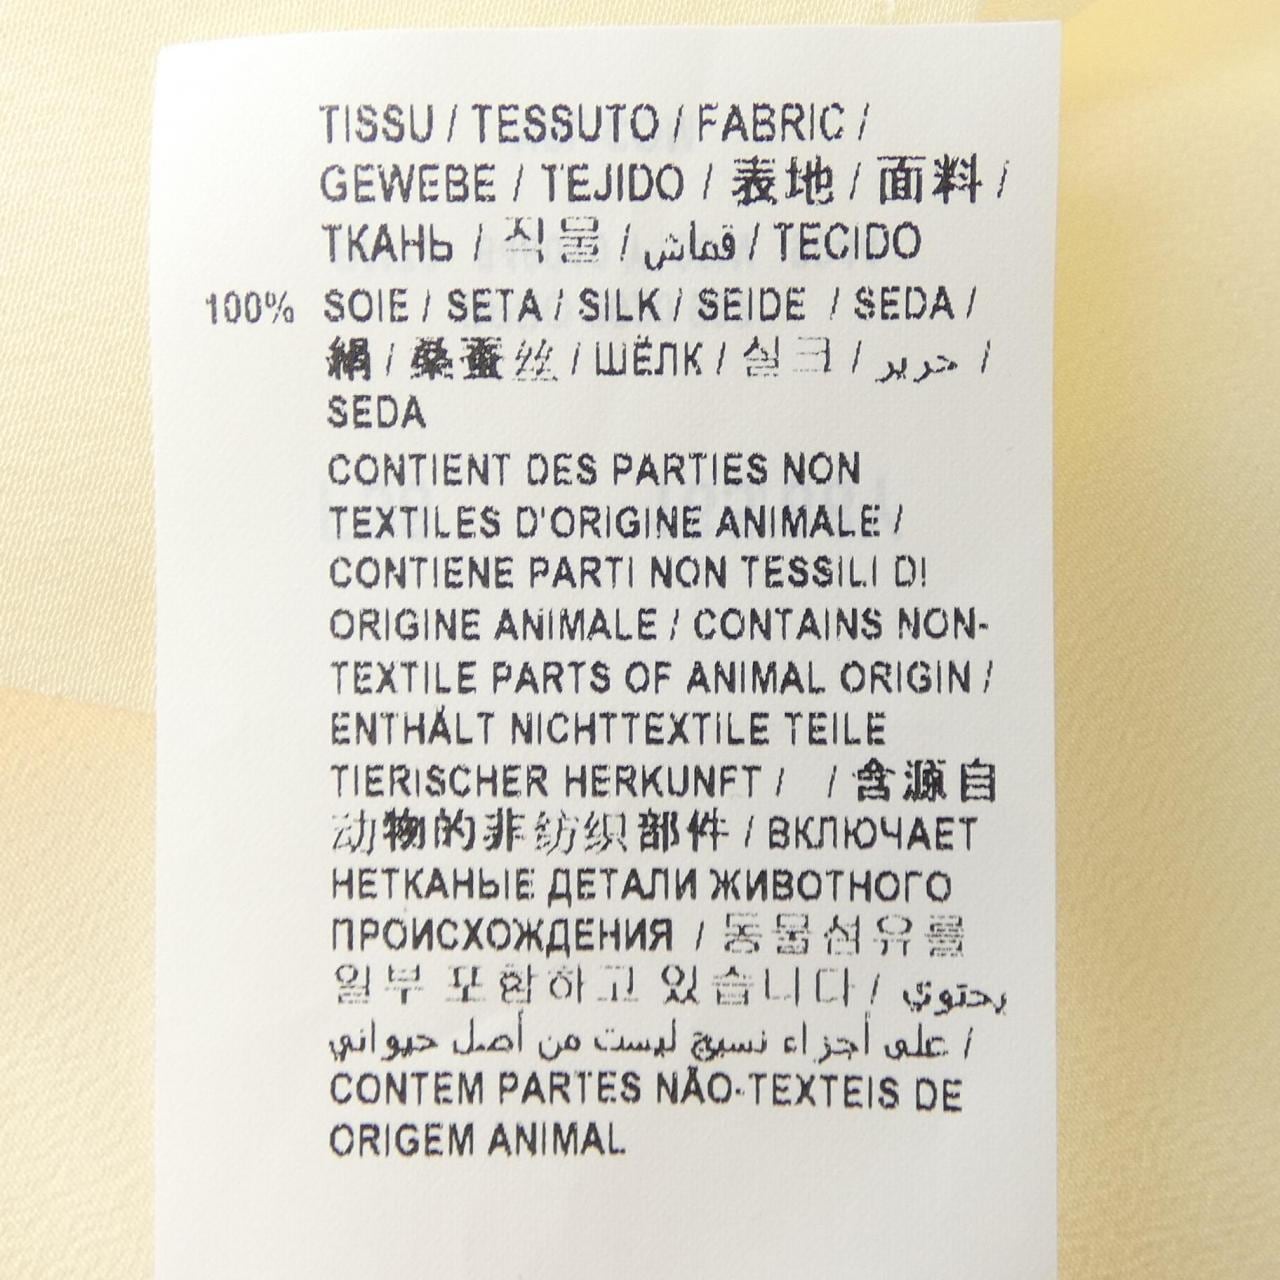 TISSU / TESSUTO / FABRIC /
GEWEBE / TEJIDO / 表地 / 面料 /
ТКАНЬ / 직물 / قماش / TECIDO
100% SOIE / SETA / SILK / SEIDE / SEDA /
絹 / 桑蚕丝 / ШЁЛК / 실크 / حرير /
SEDA
CONTIENT DES PARTIES NON
TEXTILES D'ORIGINE ANIMALE /
CONTIENE PARTI NON TESSILI DI
ORIGINE ANIMALE / CONTAINS NON-
TEXTILE PARTS OF ANIMAL ORIGIN /
ENTHÄLT NICHTTEXTILE TEILE
TIERISCHER HERKUNFT / / 含源自
动物的非纺织部件 / ВКЛЮЧАЕТ
НЕТКАНЫЕ ДЕТАЛИ ЖИВОТНОГО
ПРОИСХОЖДЕНИЯ / 동물섬유를
일부 포함하고 있습니다 / يحتوي
على أجزاء نسيج ليست من أصل حيواني /
CONTEM PARTES NÃO-TEXTEIS DE
ORIGEM ANIMAL